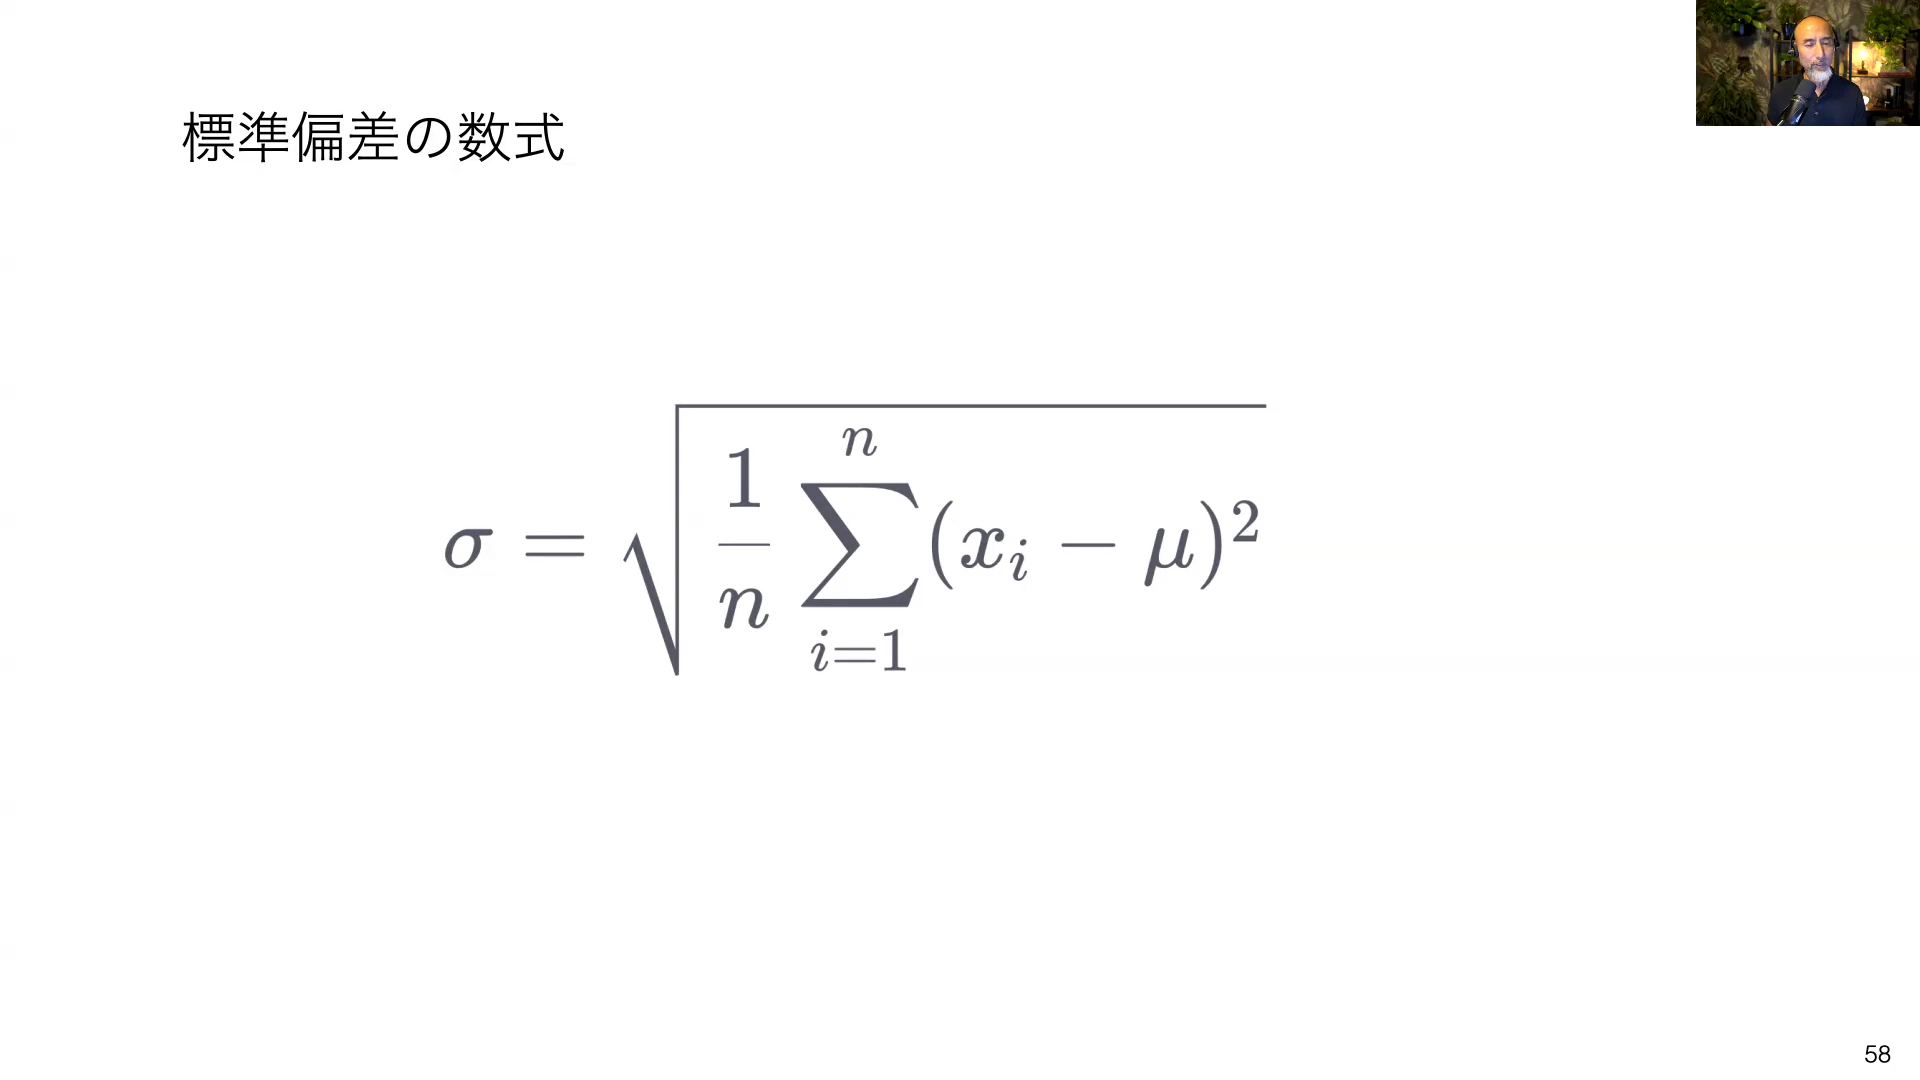 標準偏差の数式
σ = √(1/n ∑_{i=1}^{n} (x_i − μ)²)
58